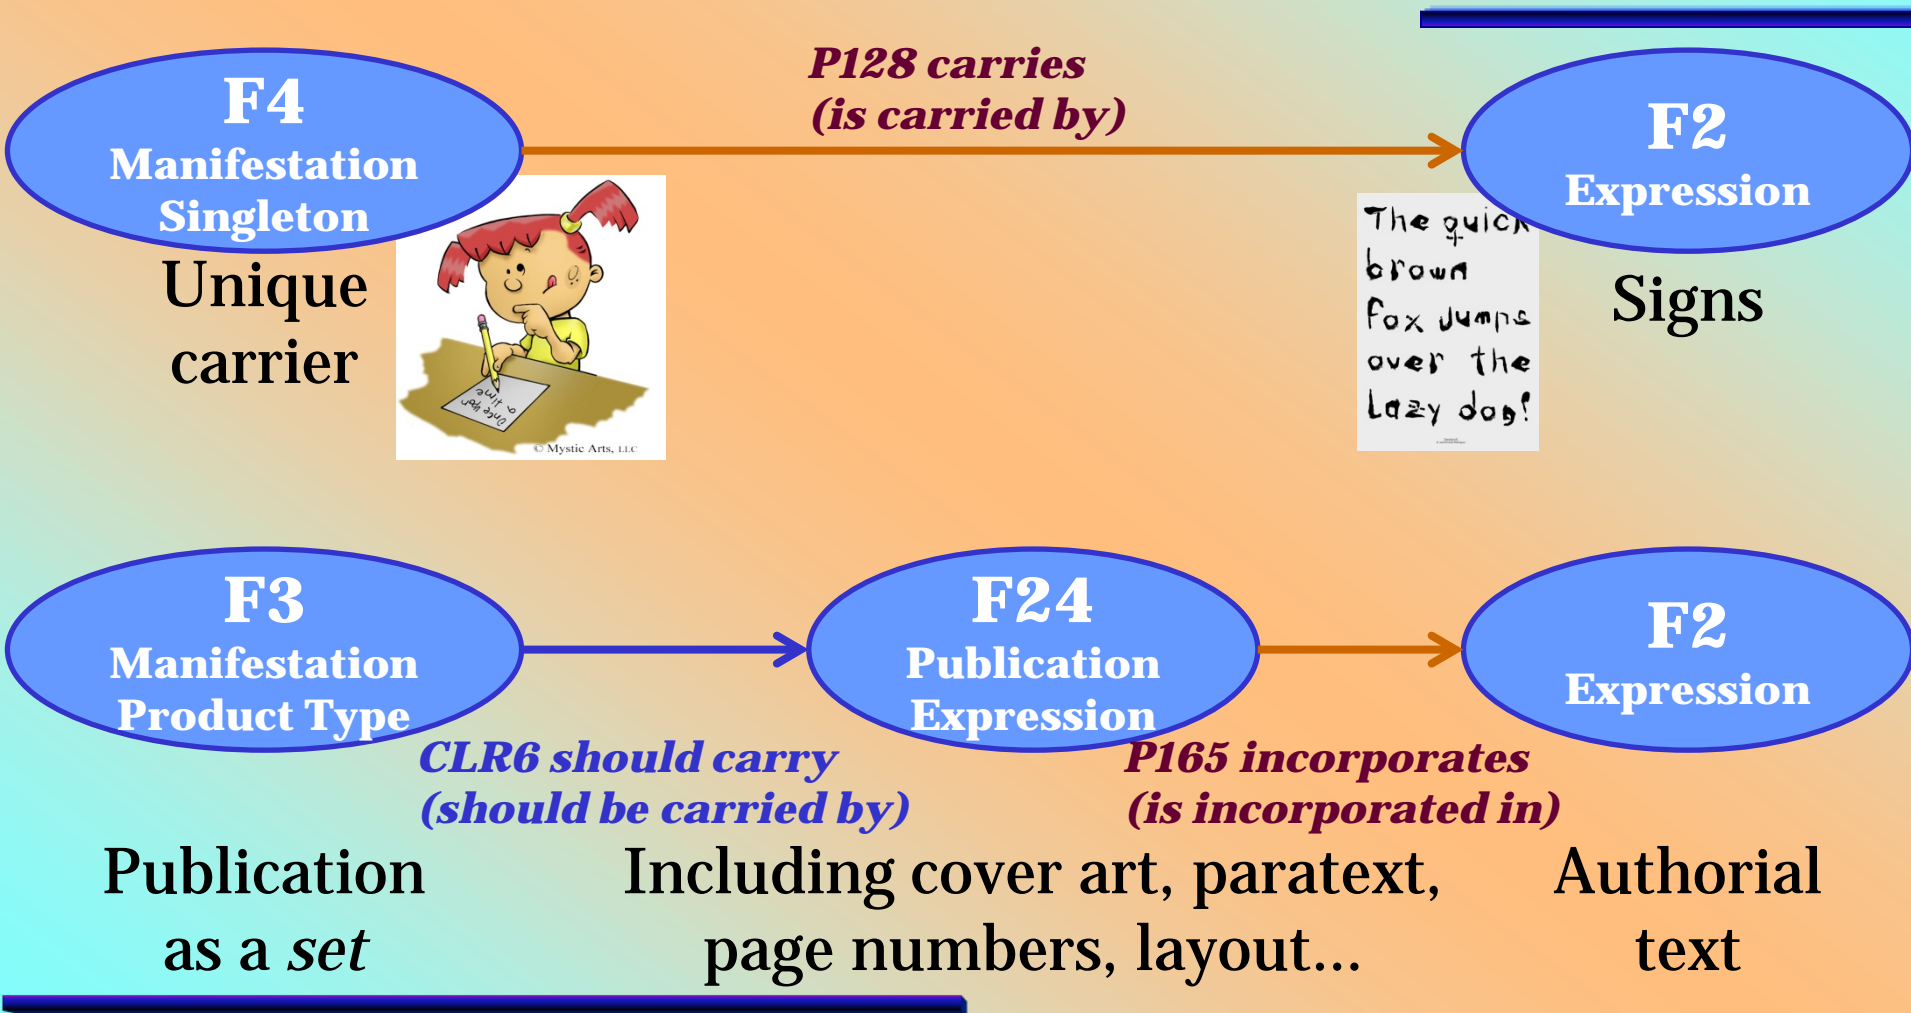 F4
Manifestation
Singleton
P128 carries
(is carried by)
F2
Expression
Unique
carrier
Once upon
a time
© Mystic Arts, LLC
The quick
brown
fox jumps
over the
Lazy dog!
Signs
F3
Manifestation
Product Type
CLR6 should carry
(should be carried by)
F24
Publication
Expression
P165 incorporates
(is incorporated in)
F2
Expression
Publication
as a set
Including cover art, paratext,
page numbers, layout...
Authorial
text